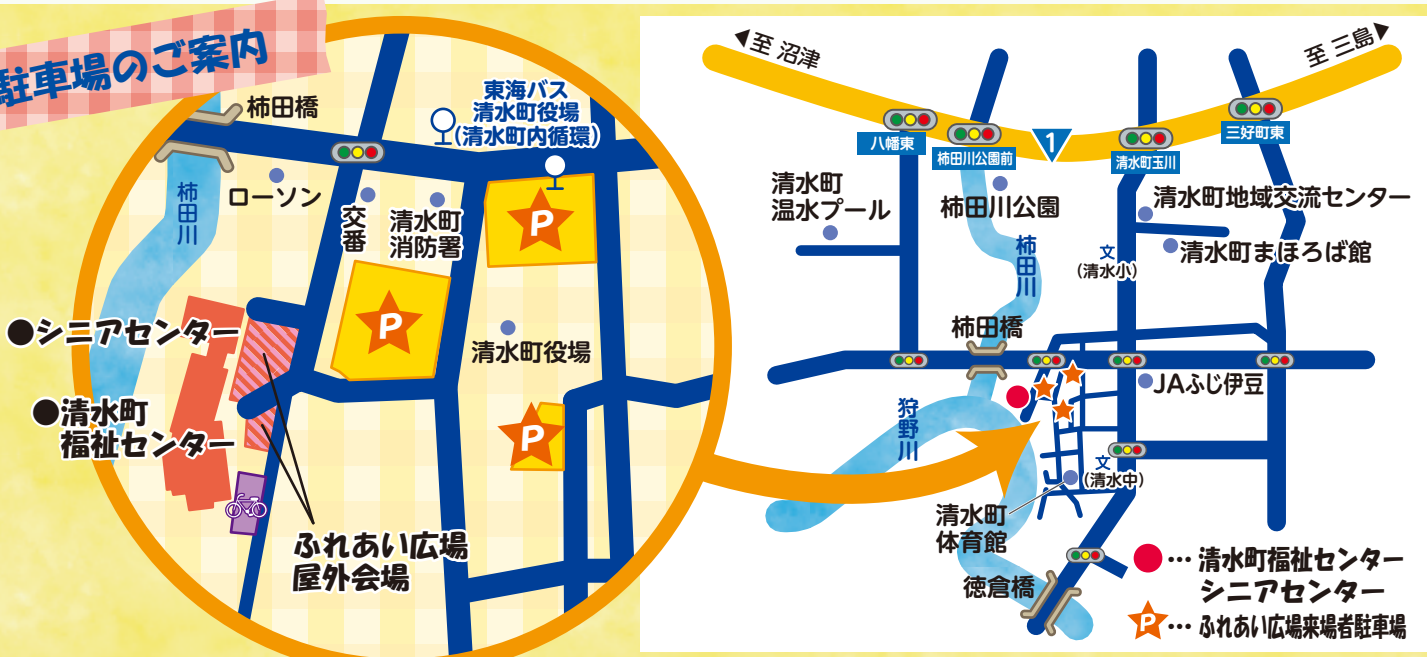 駐車場のご案内
柿田橋
東海バス
清水町役場
(清水町内循環)
柿田川
ローソン
交番
清水町
消防署
P
P
清水町役場
P
●シニアセンター
●清水町
福祉センター
ふれあい広場
屋外会場
◀至 沼津
至 三島▶
八幡東
柿田川公園前
1
清水町玉川
三好町東
清水町
温水プール
柿田川公園
清水町地域交流センター
清水町まほろば館
柿田川
文
(清水小)
柿田橋
JAふじ伊豆
狩野川
文
(清水中)
清水町
体育館
徳倉橋
●… 清水町福祉センター
シニアセンター
P … ふれあい広場来場者駐車場